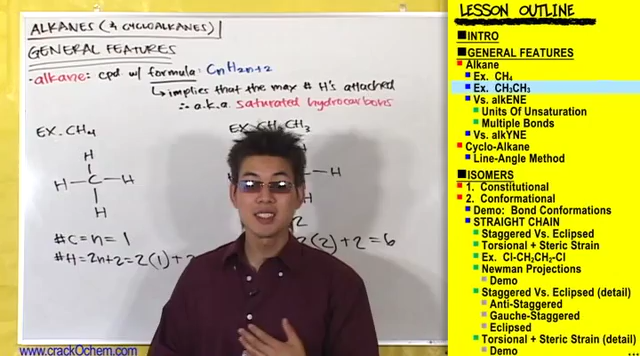 ALKANES (& CYCLOALKANES)
GENERAL FEATURES
-alkane: cpd w/ formula: CnH2n+2
↳ implies that the max # H's attached
∴ a.k.a. saturated hydrocarbons
EX. CH4
H
H-C-H
H
#C=n=1
#H=2n+2=2(1)+2
EX. CH3CH3
H
2
2(2)+2=6
www.crackOchem.com
LESSON OUTLINE
INTRO
GENERAL FEATURES
Alkane
Ex. CH4
Ex. CH3CH3
Vs. alkENE
Units Of Unsaturation
Multiple Bonds
Vs. alkYNE
Cyclo-Alkane
Line-Angle Method
ISOMERS
1. Constitutional
2. Conformational
Demo: Bond Conformations
STRAIGHT CHAIN
Staggered Vs. Eclipsed
Torsional + Steric Strain
Ex. Cl-CH2CH2-Cl
Newman Projections
Demo
Staggered Vs. Eclipsed (detail)
Anti-Staggered
Gauche-Staggered
Eclipsed
Torsional + Steric Strain (detail)
Demo